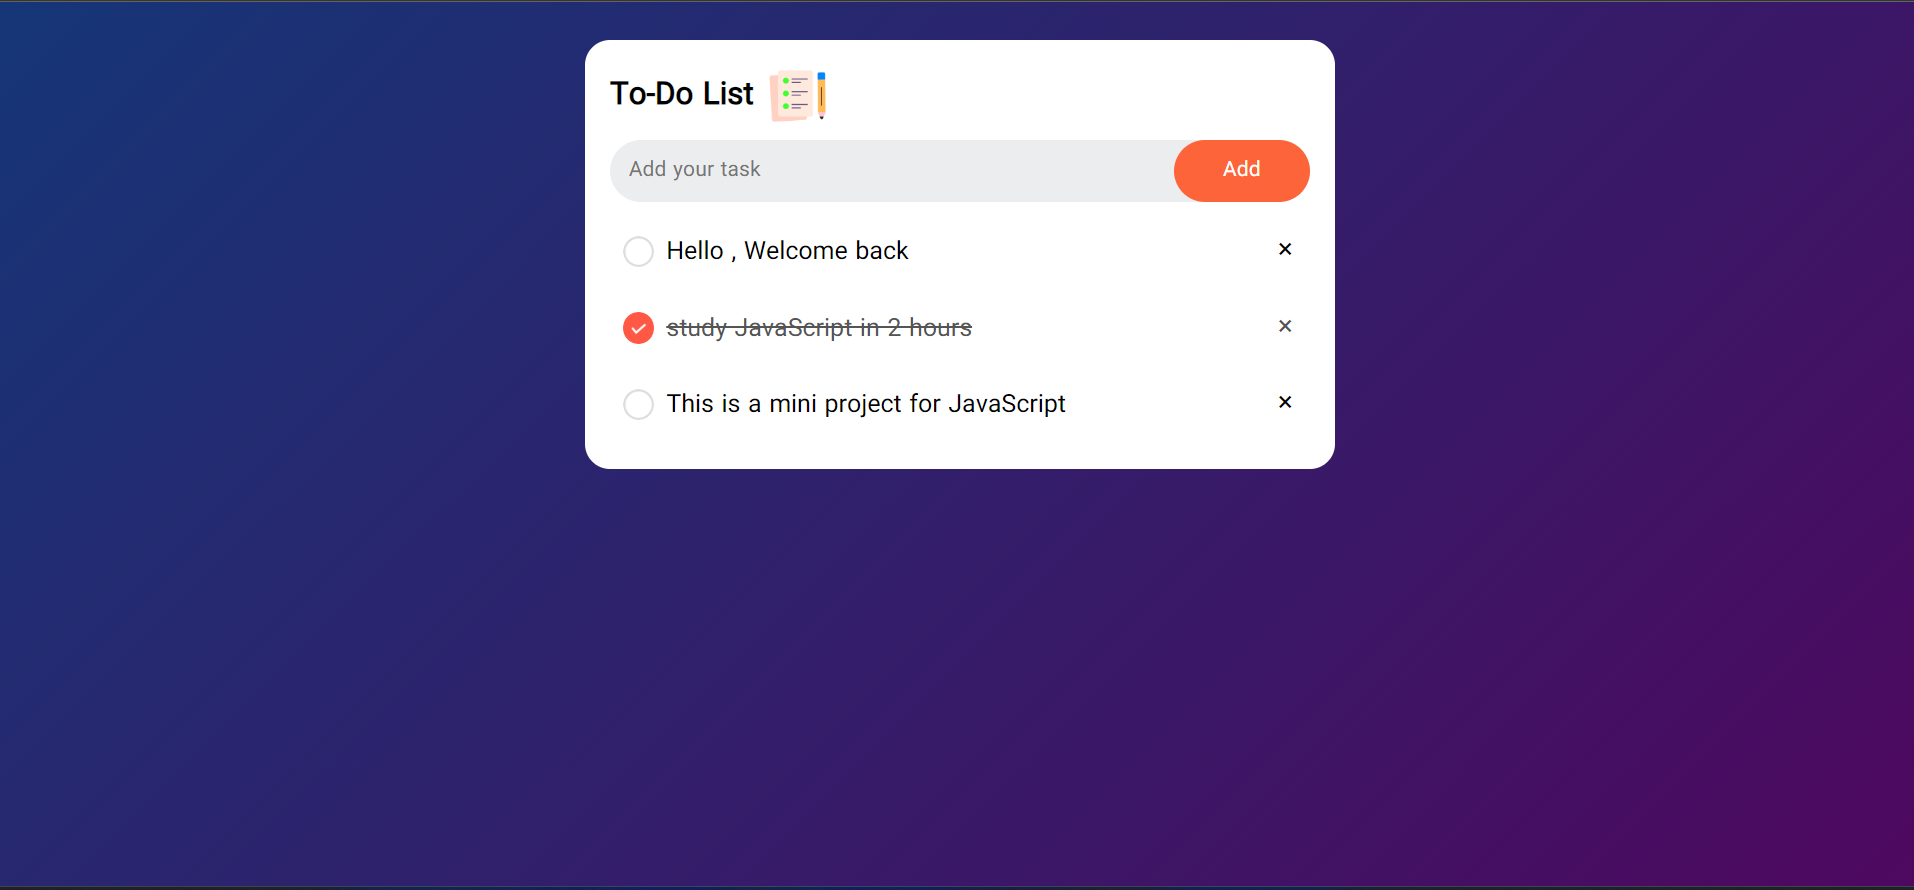 To-Do List
Add your task
Add
Hello , Welcome back
study JavaScript in 2 hours
This is a mini project for JavaScript